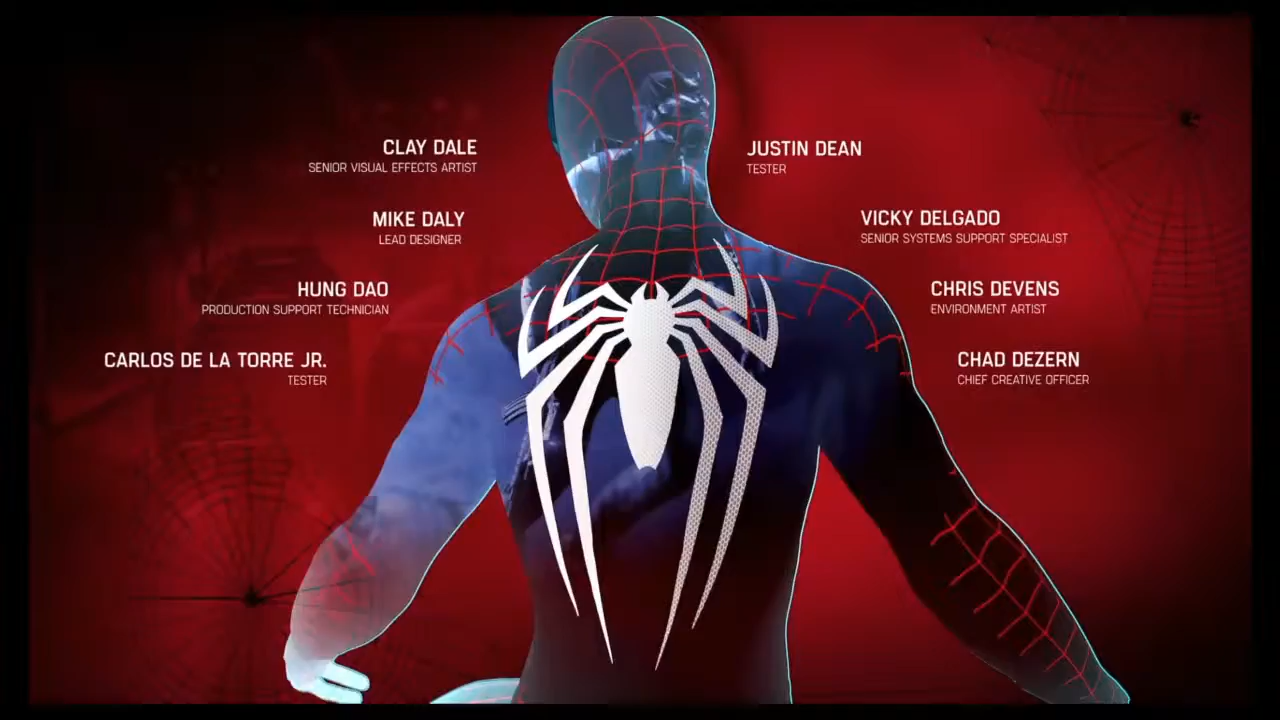 CLAY DALE
SENIOR VISUAL EFFECTS ARTIST
MIKE DALY
LEAD DESIGNER
HUNG DAO
PRODUCTION SUPPORT TECHNICIAN
CARLOS DE LA TORRE JR.
TESTER
JUSTIN DEAN
TESTER
VICKY DELGADO
SENIOR SYSTEMS SUPPORT SPECIALIST
CHRIS DEVENS
ENVIRONMENT ARTIST
CHAD DEZERN
CHIEF CREATIVE OFFICER